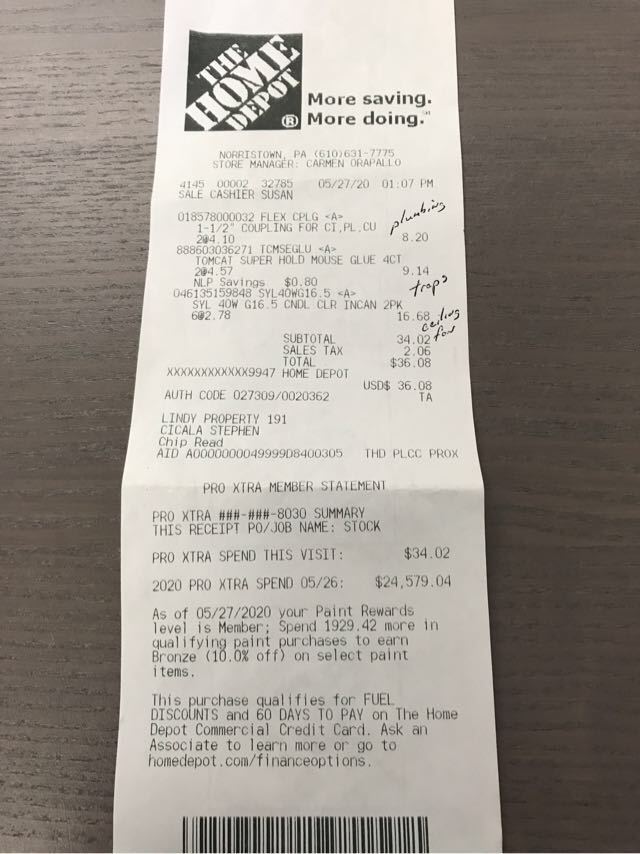 THE
HOME
DEPOT
®
More saving.
More doing.℠
NORRISTOWN, PA (610)631-7775
STORE MANAGER: CARMEN ORAPALLO
4145 00002 32785 05/27/20 01:07 PM
SALE CASHIER SUSAN
plumbing
018578000032 FLEX CPLG <A>
1-1/2" COUPLING FOR CI,PL,CU
2@4.10 8.20
888603036271 TCMSEGLU <A>
TOMCAT SUPER HOLD MOUSE GLUE 4CT
2@4.57 9.14
NLP Savings $0.80
traps
046135159848 SYL40WG16.5 <A>
SYL 40W G16.5 CNDL CLR INCAN 2PK
6@2.78 16.68
ceiling
fan
SUBTOTAL 34.02
SALES TAX 2.06
TOTAL $36.08
XXXXXXXXXXXX9947 HOME DEPOT
USD$ 36.08
AUTH CODE 027309/0020362 TA
LINDY PROPERTY 191
CICALA STEPHEN
Chip Read
AID A0000000049999D8400305 THD PLCC PROX
PRO XTRA MEMBER STATEMENT
PRO XTRA ###-###-8030 SUMMARY
THIS RECEIPT PO/JOB NAME: STOCK
PRO XTRA SPEND THIS VISIT: $34.02
2020 PRO XTRA SPEND 05/26: $24,579.04
As of 05/27/2020 your Paint Rewards
level is Member; Spend 1929.42 more in
qualifying paint purchases to earn
Bronze (10.0% off) on select paint
items.
This purchase qualifies for FUEL
DISCOUNTS and 60 DAYS TO PAY on The Home
Depot Commercial Credit Card. Ask an
Associate to learn more or go to
homedepot.com/financeoptions.